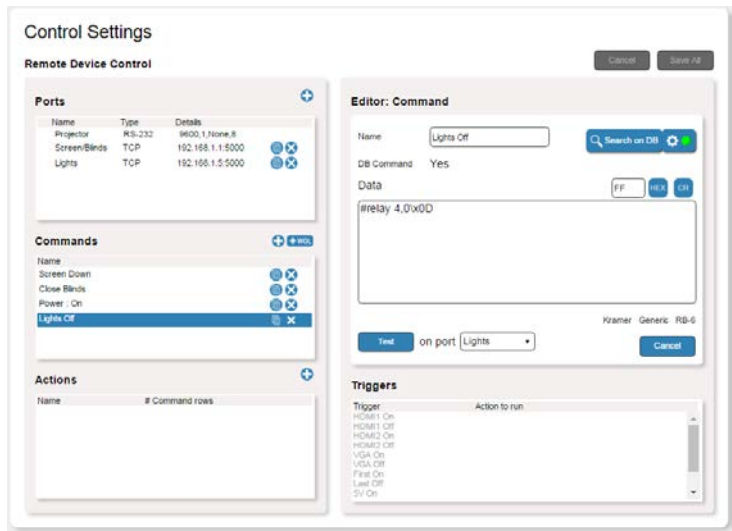 Control Settings
Remote Device Control
Cancel Save All
Ports
Name Type Details
Projector RS-232 9600,1,None,8
Screen/Blinds TCP 192.168.1.1:5000
Lights TCP 192.168.1.5:5000
Commands
+ WOL
Name
Screen Down
Close Blinds
Power : On
Lights Off
Actions
Name # Command rows
Editor: Command
Name Lights Off Search on DB
DB Command Yes
Data FF HEX CR
#relay 4,0\x0D
Kramer Generic RB-6
Test on port Lights Cancel
Triggers
Trigger Action to run
HDMI1 On
HDMI1 Off
HDMI2 On
HDMI2 Off
VGA On
VGA Off
First On
Last Off
5V On